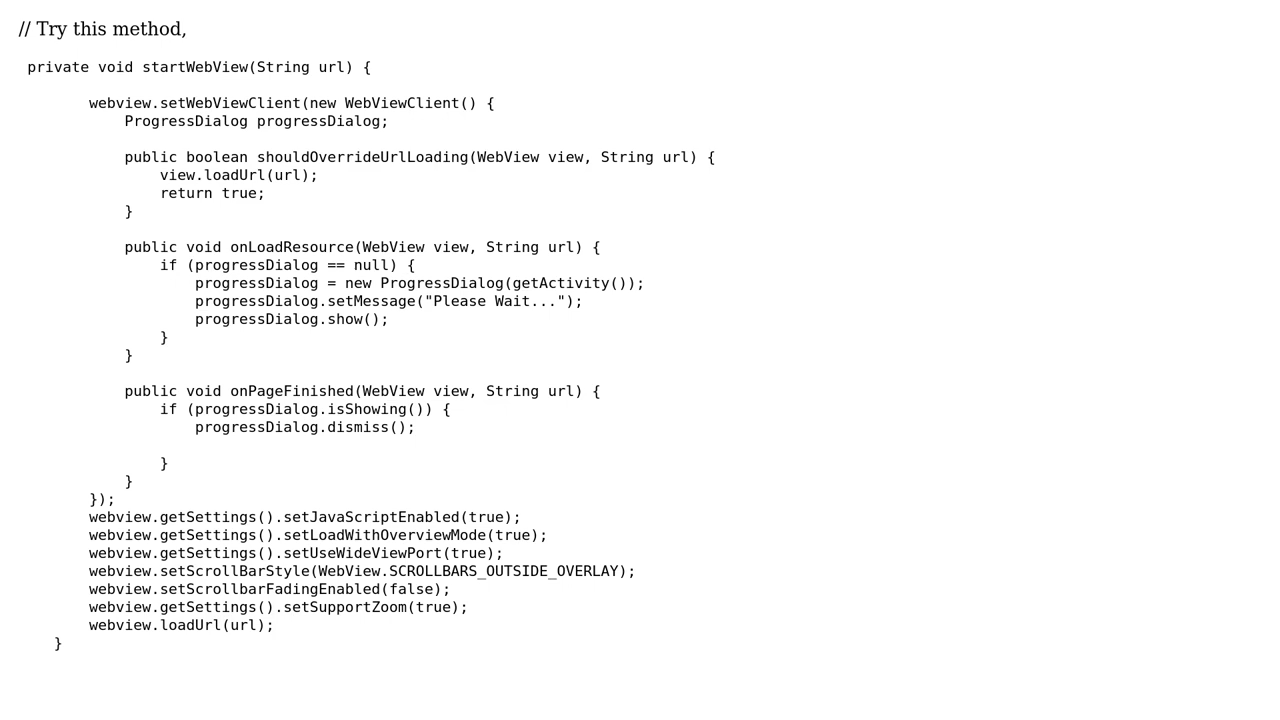 // Try this method,
private void startWebView(String url) {
webview.setWebViewClient(new WebViewClient() {
ProgressDialog progressDialog;
public boolean shouldOverrideUrlLoading(WebView view, String url) {
view.loadUrl(url);
return true;
}
public void onLoadResource(WebView view, String url) {
if (progressDialog == null) {
progressDialog = new ProgressDialog(getActivity());
progressDialog.setMessage("Please Wait...");
progressDialog.show();
}
}
public void onPageFinished(WebView view, String url) {
if (progressDialog.isShowing()) {
progressDialog.dismiss();
}
}
});
webview.getSettings().setJavaScriptEnabled(true);
webview.getSettings().setLoadWithOverviewMode(true);
webview.getSettings().setUseWideViewPort(true);
webview.setScrollBarStyle(WebView.SCROLLBARS_OUTSIDE_OVERLAY);
webview.setScrollbarFadingEnabled(false);
webview.getSettings().setSupportZoom(true);
webview.loadUrl(url);
}